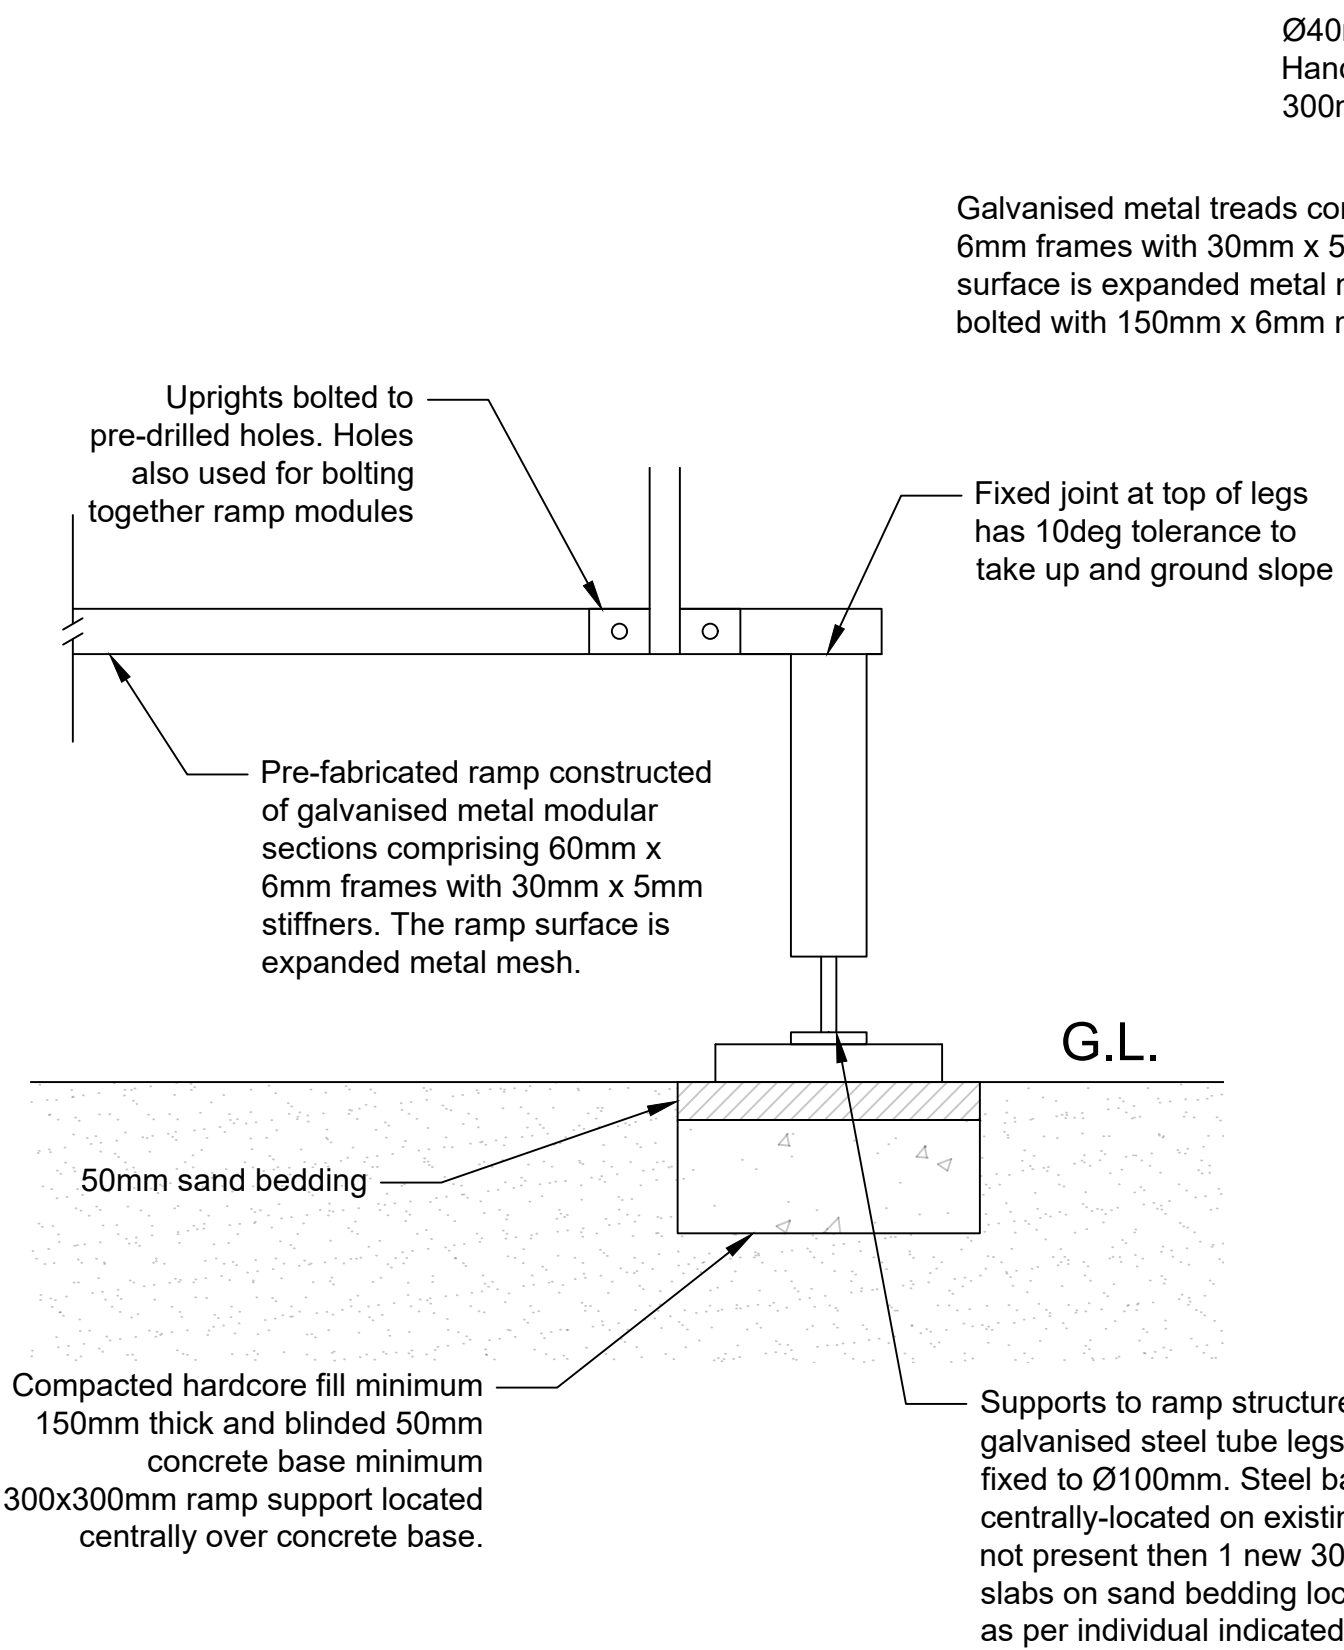 Ø40
300
Galvanised metal treads
6mm frames with 30mm x 5
surface is expanded metal
bolted with 150mm x 6mm
Uprights bolted to
pre-drilled holes. Holes
also used for bolting
together ramp modules
Fixed joint at top of legs
has 10deg tolerance to
take up and ground slope
Pre-fabricated ramp constructed
of galvanised metal modular
sections comprising 60mm x
6mm frames with 30mm x 5mm
stiffners. The ramp surface is
expanded metal mesh.
G.L.
50mm sand bedding
Compacted hardcore fill minimum
150mm thick and blinded 50mm
concrete base minimum
300x300mm ramp support located
centrally over concrete base.
Supports to ramp structure
galvanised steel tube legs
fixed to Ø100mm. Steel
centrally-located on
not present then 1 new 30
slabs on sand bedding
as per individual indicated